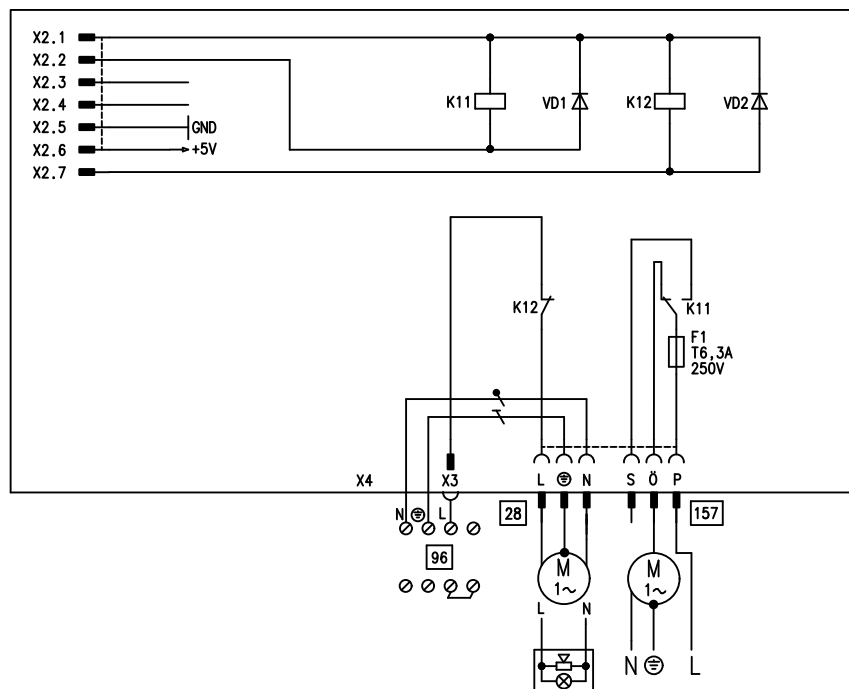 X2.1
X2.2
X2.3
X2.4
X2.5 GND
X2.6 +5V
X2.7
K11 VD1 K12 VD2
K12 K11
F1
T6,3A
250V
X4 X3 L N S Ö P
N L 28 157
96
M M
1~ 1~
L N
N L